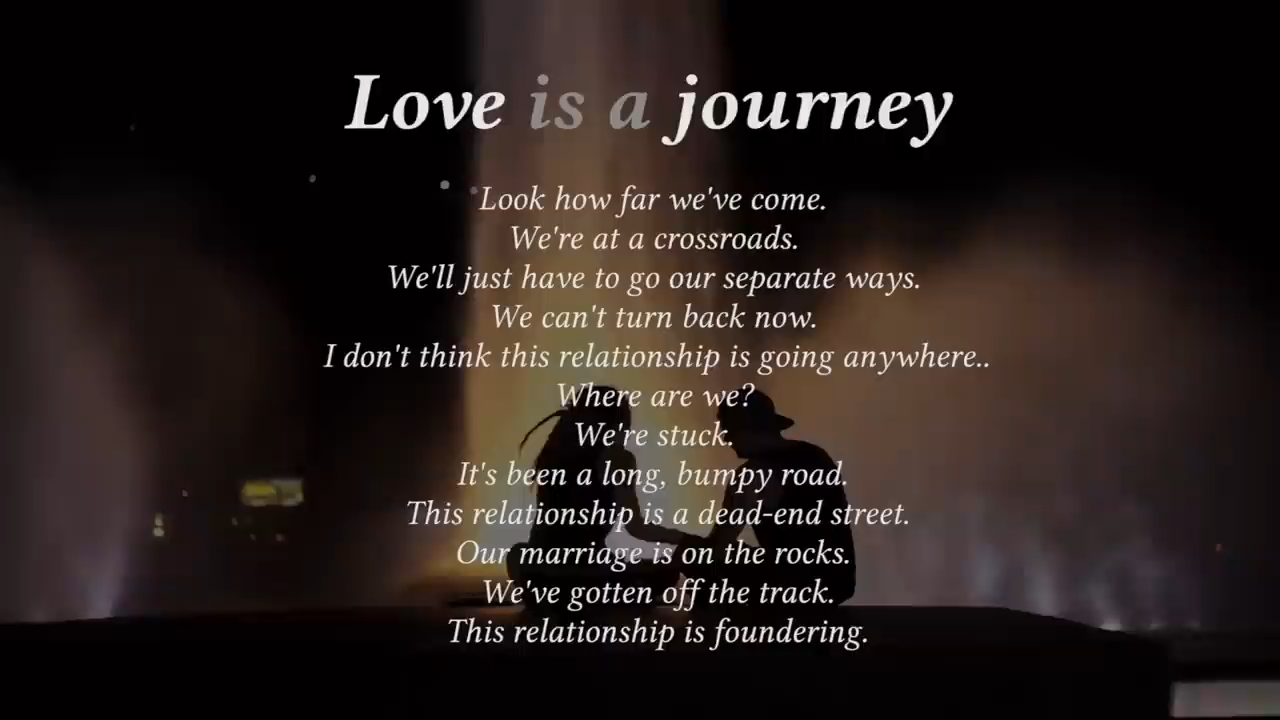 Love is a journey
Look how far we've come.
We're at a crossroads.
We'll just have to go our separate ways.
We can't turn back now.
I don't think this relationship is going anywhere..
Where are we?
We're stuck.
It's been a long, bumpy road.
This relationship is a dead-end street.
Our marriage is on the rocks.
We've gotten off the track.
This relationship is foundering.